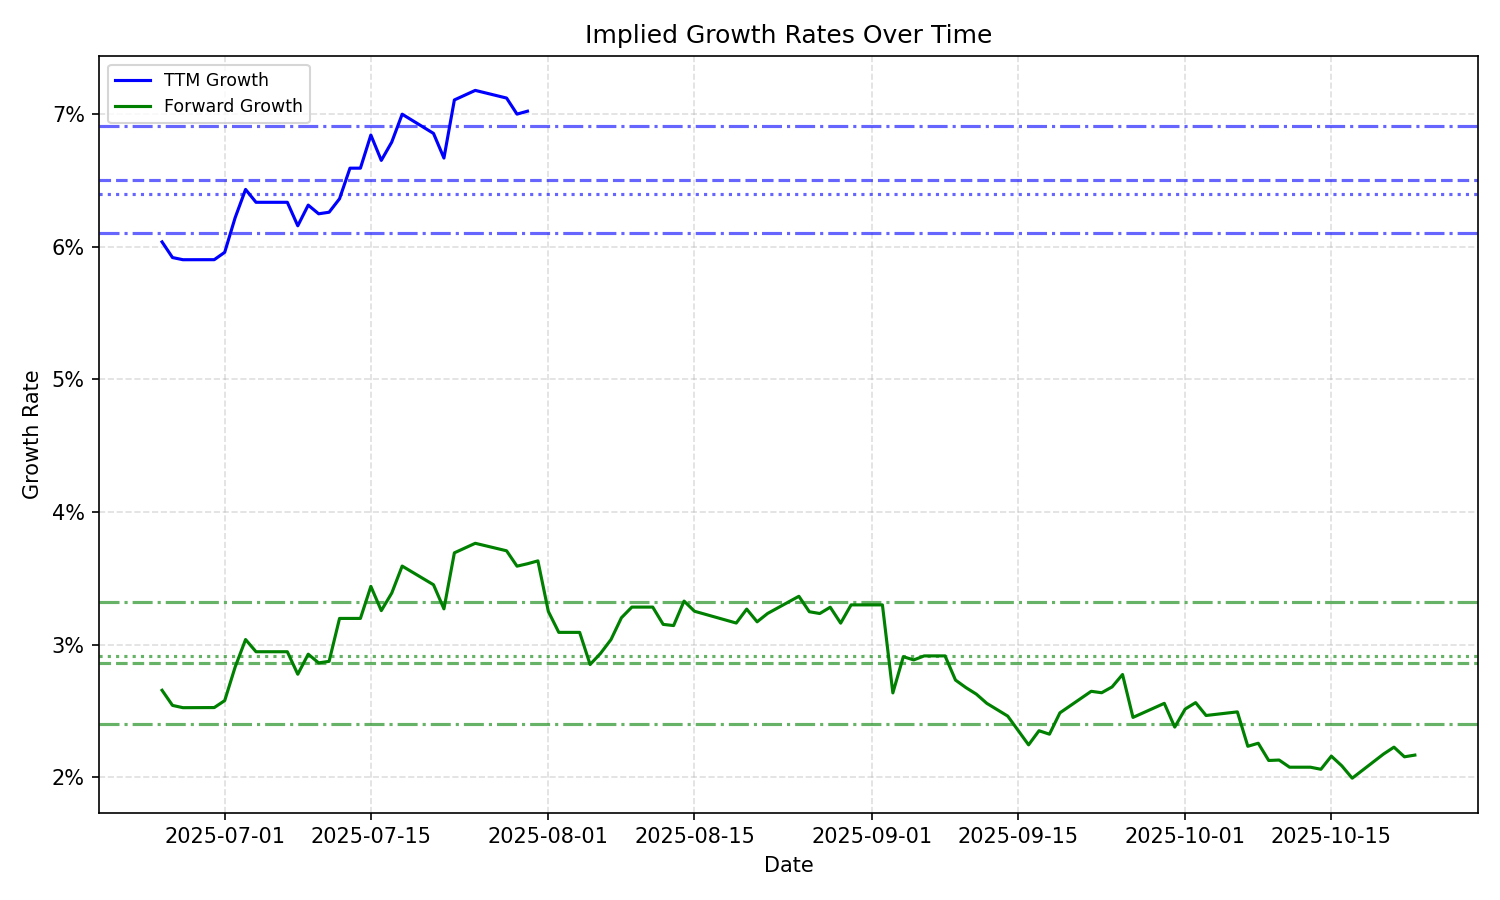 Implied Growth Rates Over Time
TTM Growth
Forward Growth
7%
6%
5%
4%
3%
2%
Growth Rate
2025-07-01
2025-07-15
2025-08-01
2025-08-15
2025-09-01
2025-09-15
2025-10-01
2025-10-15
Date